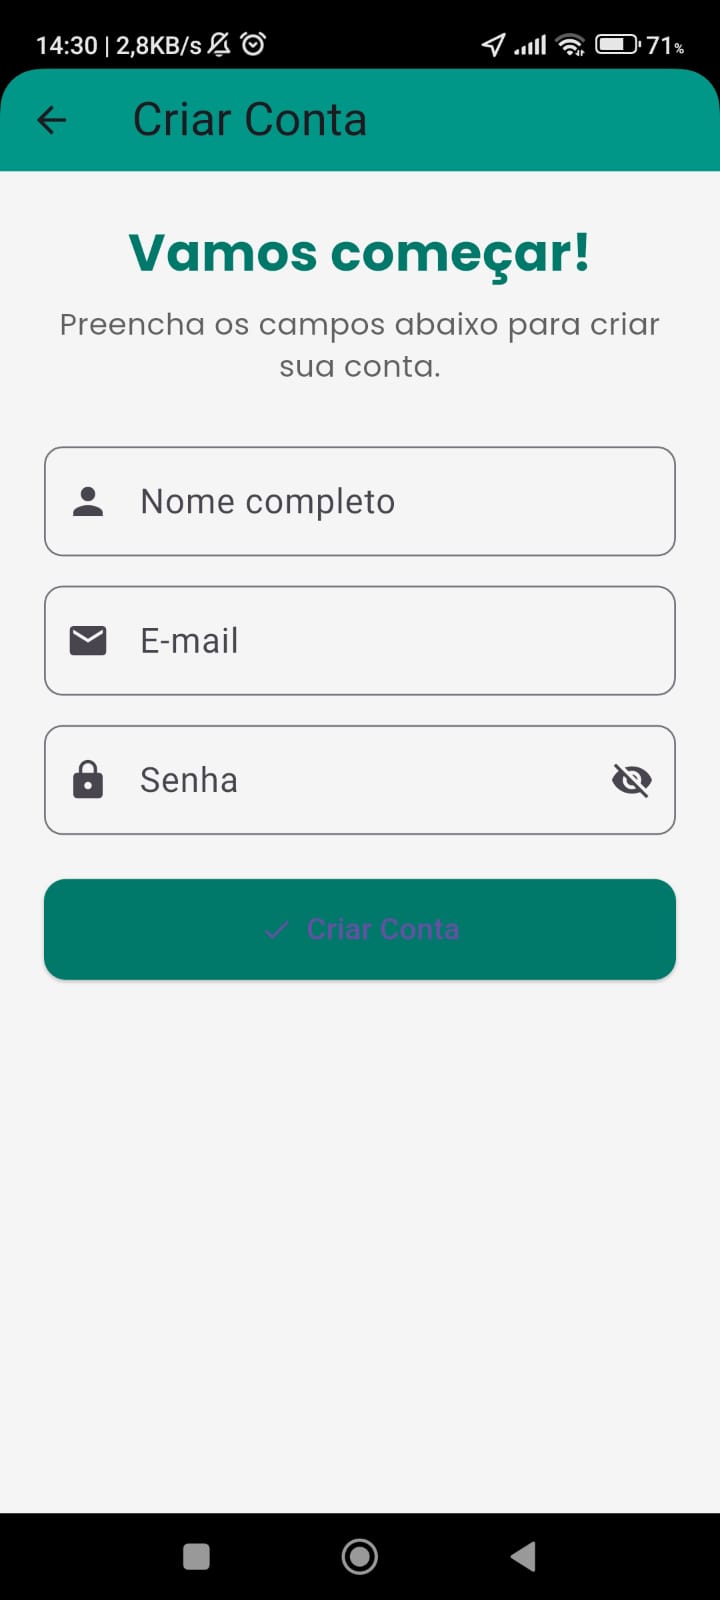 14:30 | 2,8KB/s 71%
Criar Conta
Vamos começar!
Preencha os campos abaixo para criar
sua conta.
Nome completo
E-mail
Senha
Criar Conta